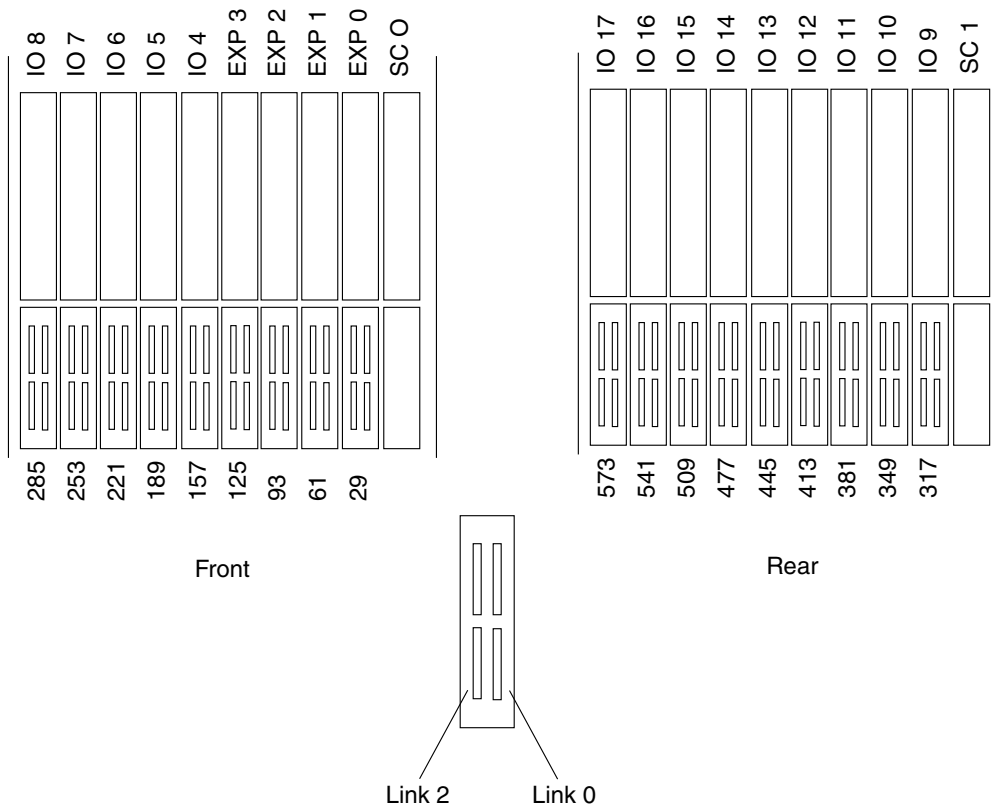 IO 8
IO 7
IO 6
IO 5
IO 4
EXP 3
EXP 2
EXP 1
EXP 0
SC O
IO 17
IO 16
IO 15
IO 14
IO 13
IO 12
IO 11
IO 10
IO 9
SC 1
285
253
221
189
157
125
93
61
29
573
541
509
477
445
413
381
349
317
Front
Rear
Link 2
Link 0